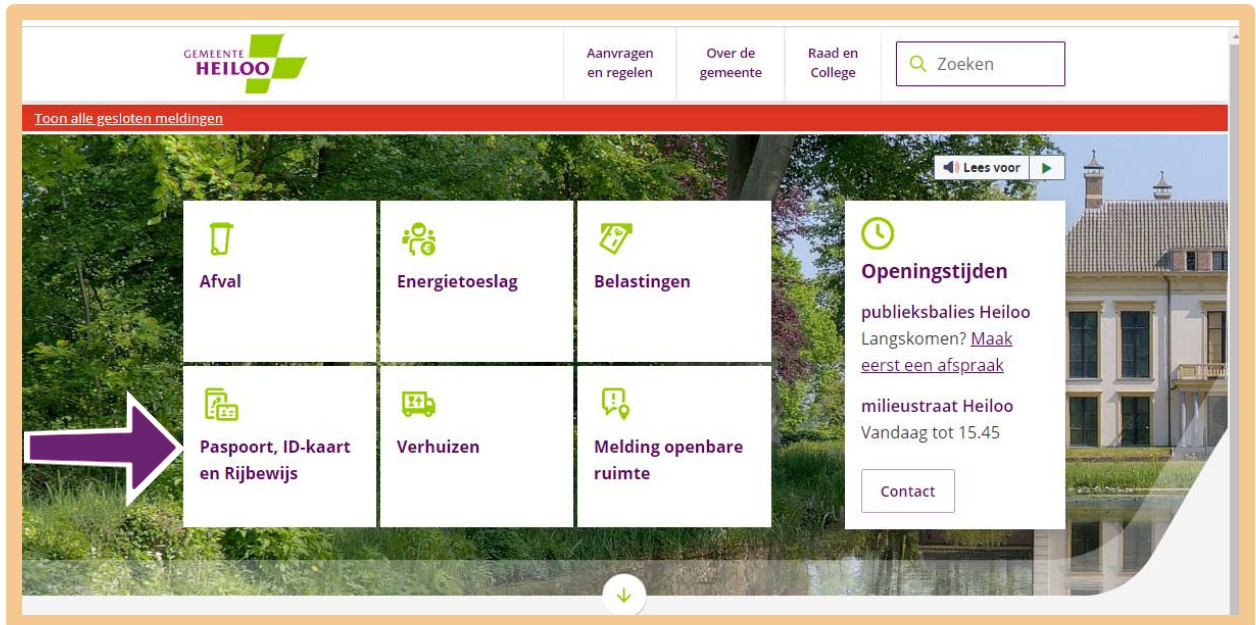 GEMEENTE
HEILOO
Aanvragen
en regelen
Over de
gemeente
Raad en
College
Zoeken
Toon alle gesloten meldingen
Lees voor
Afval
Energietoeslag
Belastingen
Paspoort, ID-kaart
en Rijbewijs
Verhuizen
Melding openbare
ruimte
Openingstijden
publieksbalies Heiloo
Langskomen? Maak
eerst een afspraak
milieustraat Heiloo
Vandaag tot 15.45
Contact